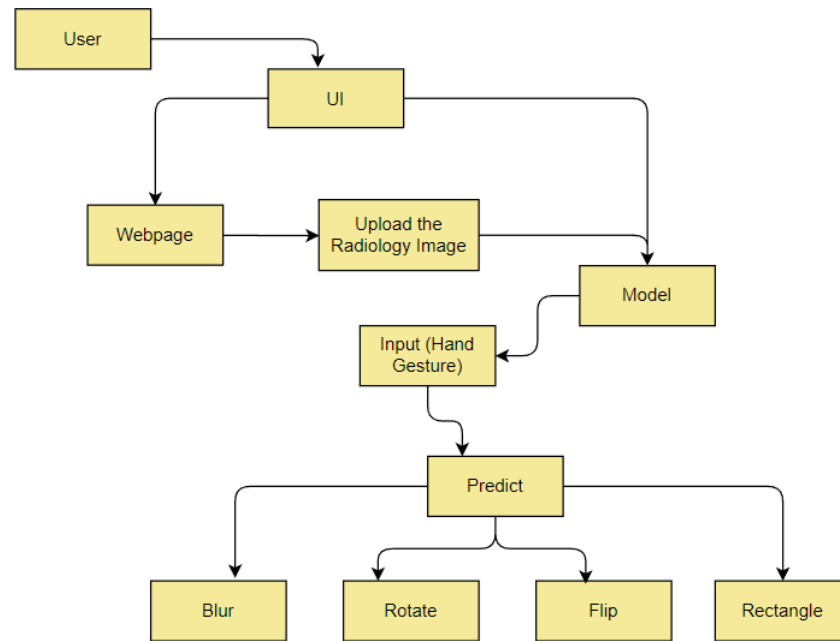 User
UI
Webpage
Upload the
Radiology Image
Model
Input (Hand
Gesture)
Predict
Blur
Rotate
Flip
Rectangle